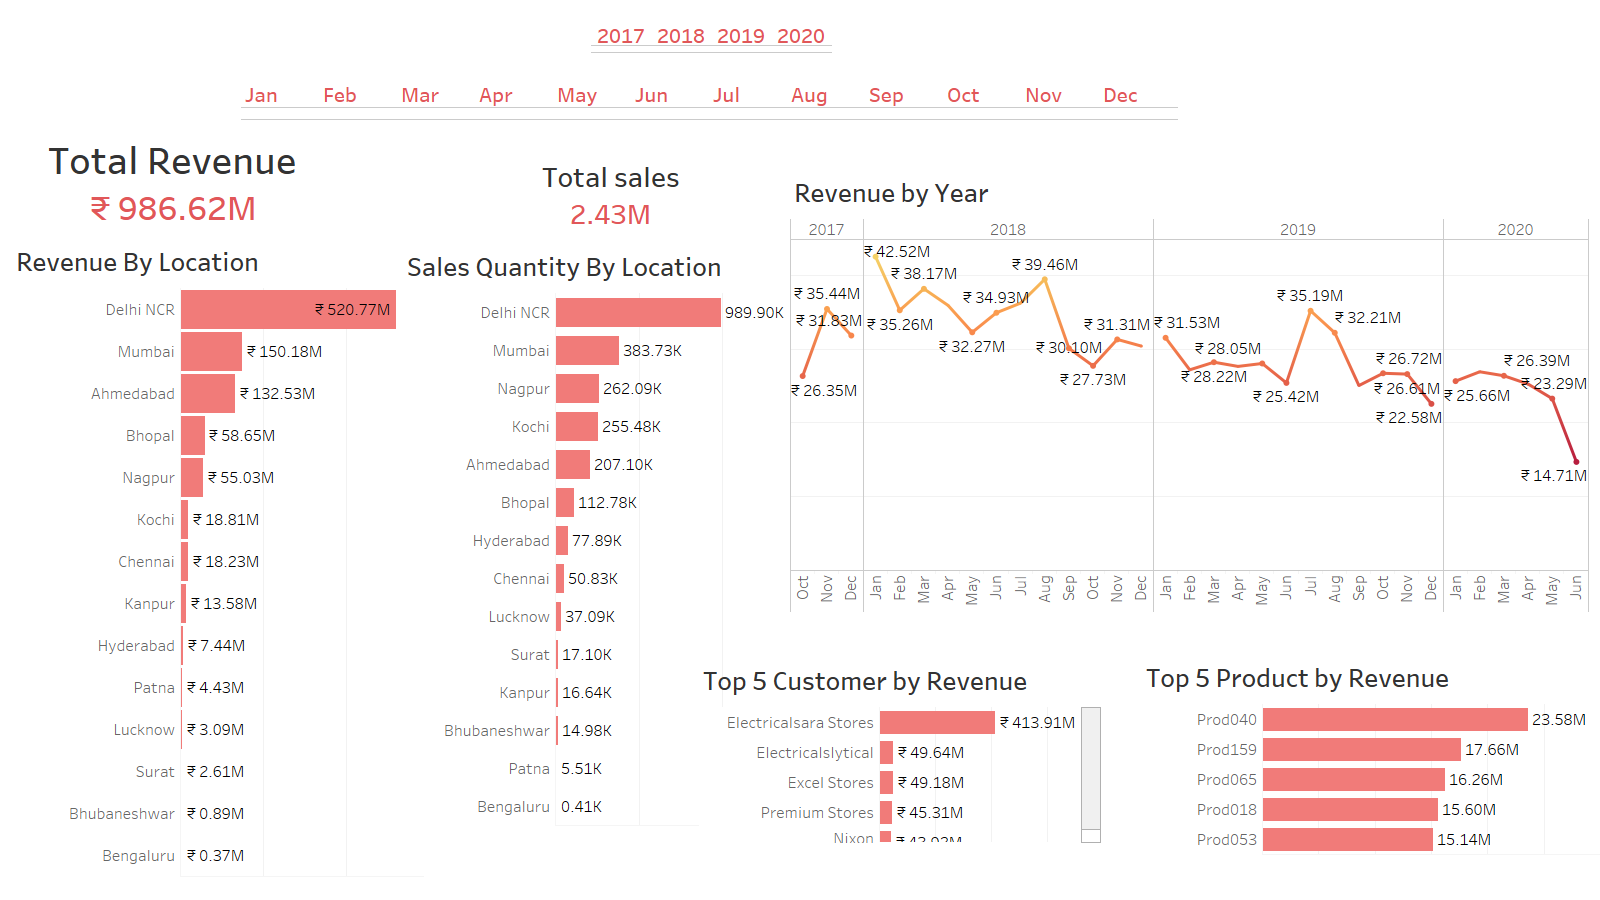 2017 2018 2019 2020
Jan Feb Mar Apr May Jun Jul Aug Sep Oct Nov Dec
Total Revenue
₹ 986.62M
Total sales
2.43M
Revenue By Location
Delhi NCR ₹ 520.77M
Mumbai ₹ 150.18M
Ahmedabad ₹ 132.53M
Bhopal ₹ 58.65M
Nagpur ₹ 55.03M
Kochi ₹ 18.81M
Chennai ₹ 18.23M
Kanpur ₹ 13.58M
Hyderabad ₹ 7.44M
Patna ₹ 4.43M
Lucknow ₹ 3.09M
Surat ₹ 2.61M
Bhubaneshwar ₹ 0.89M
Bengaluru ₹ 0.37M
Sales Quantity By Location
Delhi NCR 989.90K
Mumbai 383.73K
Nagpur 262.09K
Kochi 255.48K
Ahmedabad 207.10K
Bhopal 112.78K
Hyderabad 77.89K
Chennai 50.83K
Lucknow 37.09K
Surat 17.10K
Kanpur 16.64K
Bhubaneshwar 14.98K
Patna 5.51K
Bengaluru 0.41K
Revenue by Year
2017 2018 2019 2020
₹ 26.35M
₹ 35.44M
₹ 31.83M
₹ 42.52M
₹ 35.26M
₹ 38.17M
₹ 32.27M
₹ 34.93M
₹ 39.46M
₹ 30.10M
₹ 27.73M
₹ 31.31M
₹ 31.53M
₹ 28.22M
₹ 28.05M
₹ 25.42M
₹ 35.19M
₹ 32.21M
₹ 26.72M
₹ 26.61M
₹ 22.58M
₹ 25.66M
₹ 26.39M
₹ 23.29M
₹ 14.71M
Oct Nov Dec Jan Feb Mar Apr May Jun Jul Aug Sep Oct Nov Dec Jan Feb Mar Apr May Jun Jul Aug Sep Oct Nov Dec Jan Feb Mar Apr May Jun
Top 5 Customer by Revenue
Electricalsara Stores ₹ 413.91M
Electricalslytical ₹ 49.64M
Excel Stores ₹ 49.18M
Premium Stores ₹ 45.31M
Nixon
Top 5 Product by Revenue
Prod040 23.58M
Prod159 17.66M
Prod065 16.26M
Prod018 15.60M
Prod053 15.14M